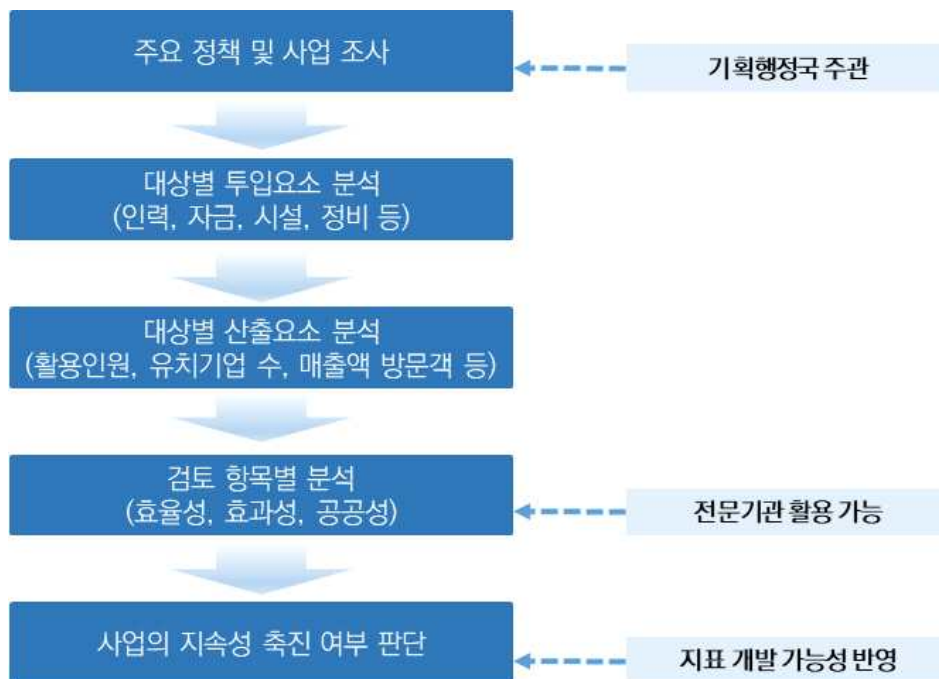 주요 정책 및 사업 조사
기획행정국 주관
대상별 투입요소 분석
(인력, 자금, 시설, 정비 등)
대상별 산출요소 분석
(활용인원, 유치기업 수, 매출액 방문객 등)
검토 항목별 분석
(효율성, 효과성, 공공성)
전문기관 활용 가능
사업의 지속성 촉진 여부 판단
지표 개발 가능성 반영